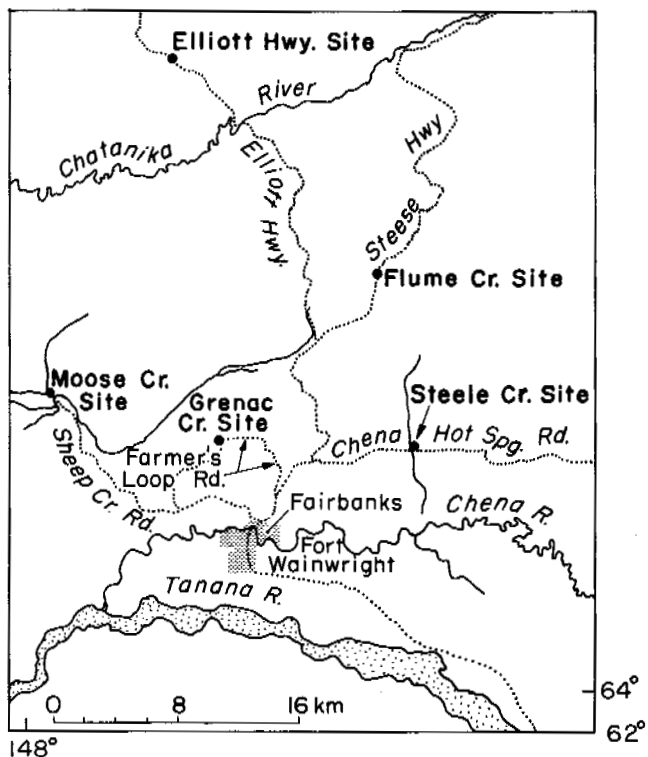 Elliott Hwy. Site
River
Chatanika
Elliott Hwy.
Hwy
Steese
Flume Cr. Site
Moose Cr.
Site
Grenac
Cr. Site
Steele Cr. Site
Farmer's
Loop Rd.
Chena Hot Spg. Rd.
Sheep Cr. Rd.
Fairbanks
Chena R.
Fort
Wainwright
Tanana R.
0 8 16 km
64°
62°
148°